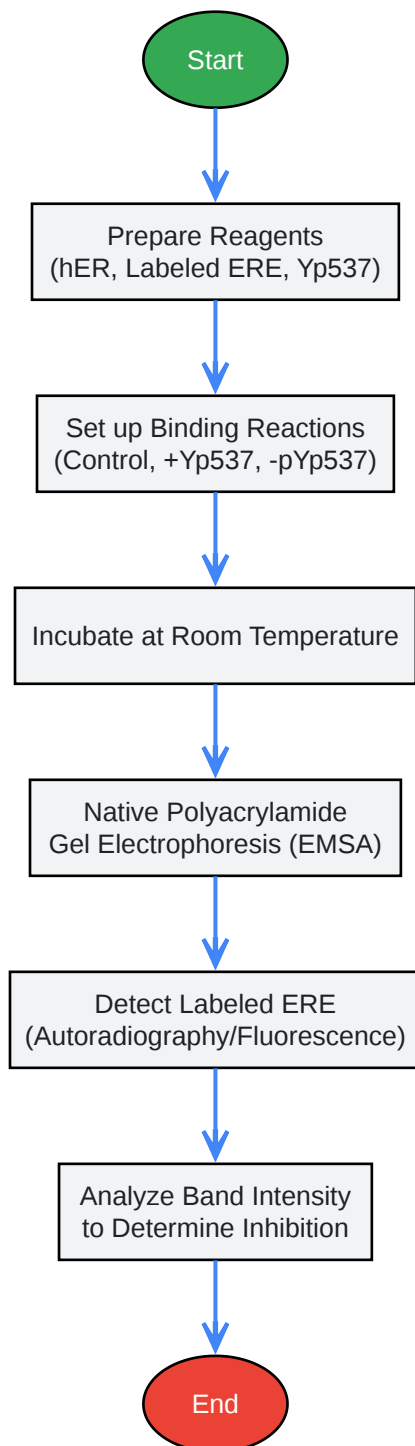 Start
Prepare Reagents
(hER, Labeled ERE, Yp537)
Set up Binding Reactions
(Control, +Yp537, -pYp537)
Incubate at Room Temperature
Native Polyacrylamide
Gel Electrophoresis (EMSA)
Detect Labeled ERE
(Autoradiography/Fluorescence)
Analyze Band Intensity
to Determine Inhibition
End